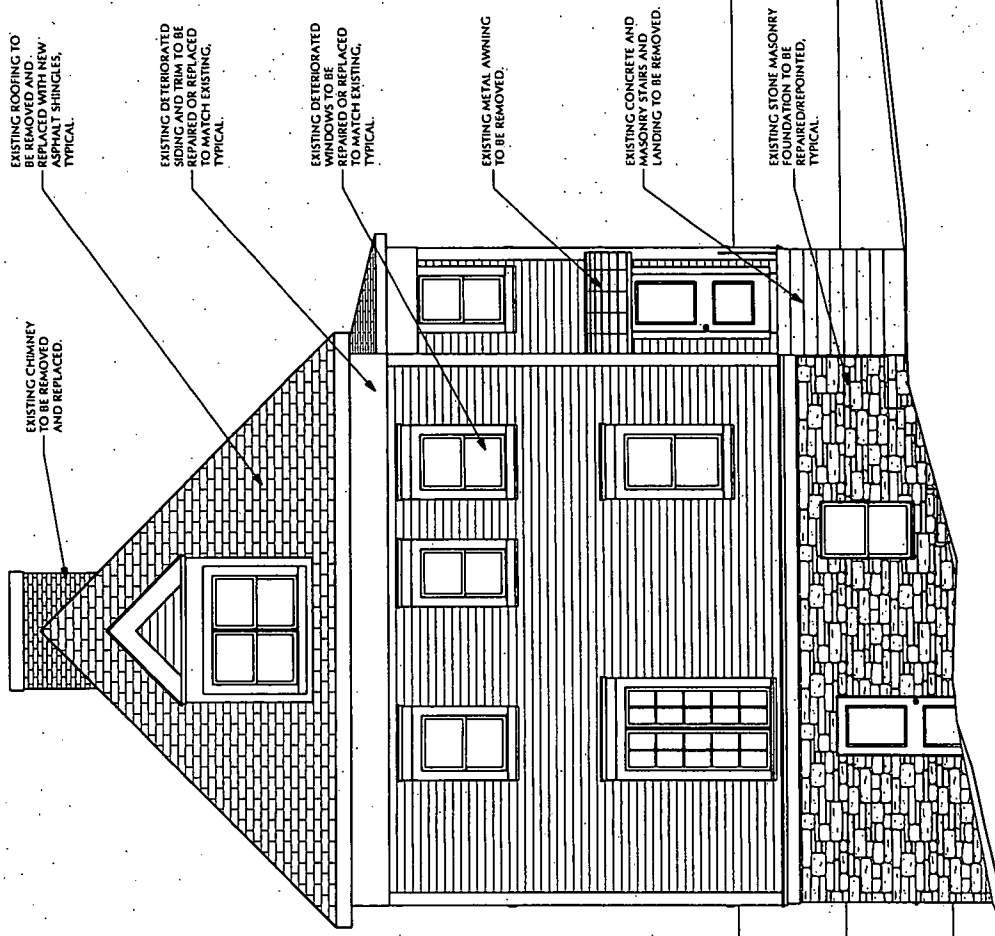 EXISTING CHIMNEY
TO BE REMOVED
AND REPLACED.
EXISTING ROOFING TO
BE REMOVED AND
REPLACED WITH NEW
ASPHALT SHINGLES,
TYPICAL.
EXISTING DETERIORATED
SIDING AND TRIM TO BE
REPAIRED OR REPLACED
TO MATCH EXISTING,
TYPICAL.
EXISTING DETERIORATED
WINDOWS TO BE
REPAIRED OR REPLACED
TO MATCH EXISTING,
TYPICAL.
EXISTING METAL AWNING
TO BE REMOVED.
EXISTING CONCRETE AND
MASONRY STAIRS AND
LANDING TO BE REMOVED.
EXISTING STONE MASONRY
FOUNDATION TO BE
REPAIRED/REPOINTED,
TYPICAL.